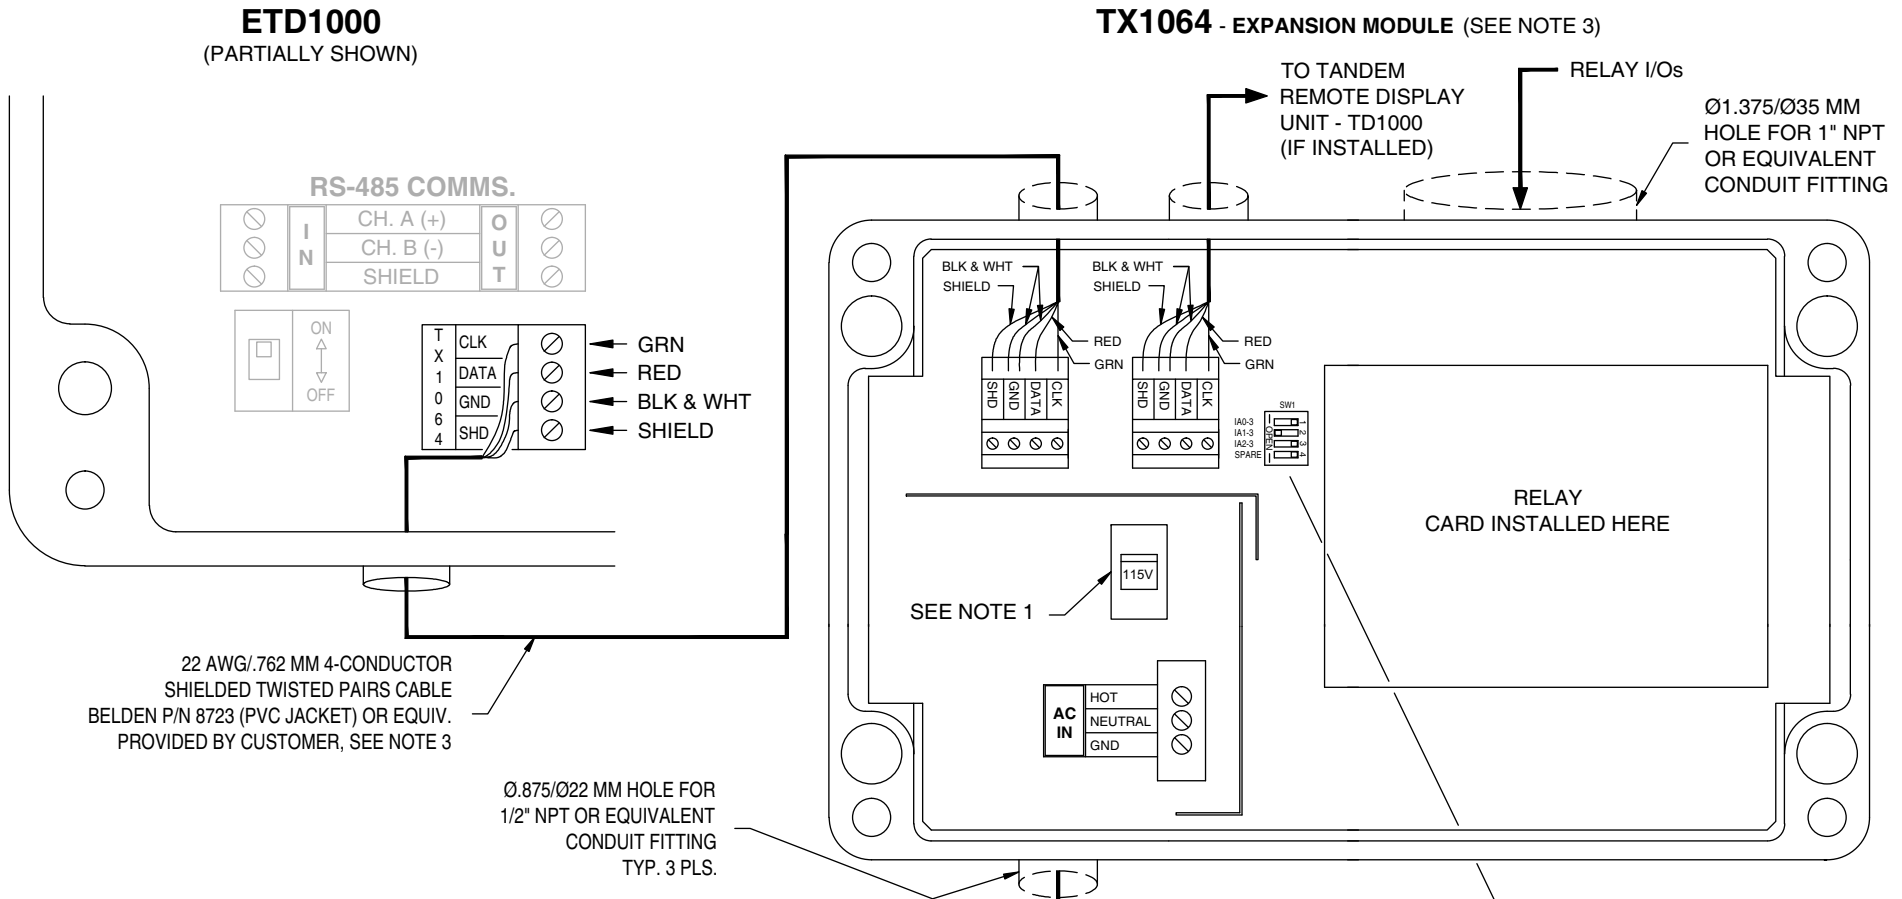 ETD1000
(PARTIALLY SHOWN)
TX1064 - EXPANSION MODULE (SEE NOTE 3)
TO TANDEM
REMOTE DISPLAY
UNIT - TD1000
(IF INSTALLED)
RELAY I/Os
Ø1.375/Ø35 MM
HOLE FOR 1" NPT
OR EQUIVALENT
CONDUIT FITTING
RS-485 COMMS.
IN
CH. A (+)
CH. B (-)
SHIELD
OUT
ON
OFF
TX1064
CLK
DATA
GND
SHD
GRN
RED
BLK & WHT
SHIELD
BLK & WHT
SHIELD
RED
GRN
SHD
GND
DATA
CLK
BLK & WHT
SHIELD
RED
GRN
SHD
GND
DATA
CLK
SW1
IA0-3
IA1-3
IA2-3
SPARE
OPEN
1
2
3
4
RELAY
CARD INSTALLED HERE
115V
SEE NOTE 1
AC
IN
HOT
NEUTRAL
GND
22 AWG/.762 MM 4-CONDUCTOR
SHIELDED TWISTED PAIRS CABLE
BELDEN P/N 8723 (PVC JACKET) OR EQUIV.
PROVIDED BY CUSTOMER, SEE NOTE 3
Ø.875/Ø22 MM HOLE FOR
1/2" NPT OR EQUIVALENT
CONDUIT FITTING
TYP. 3 PLS.